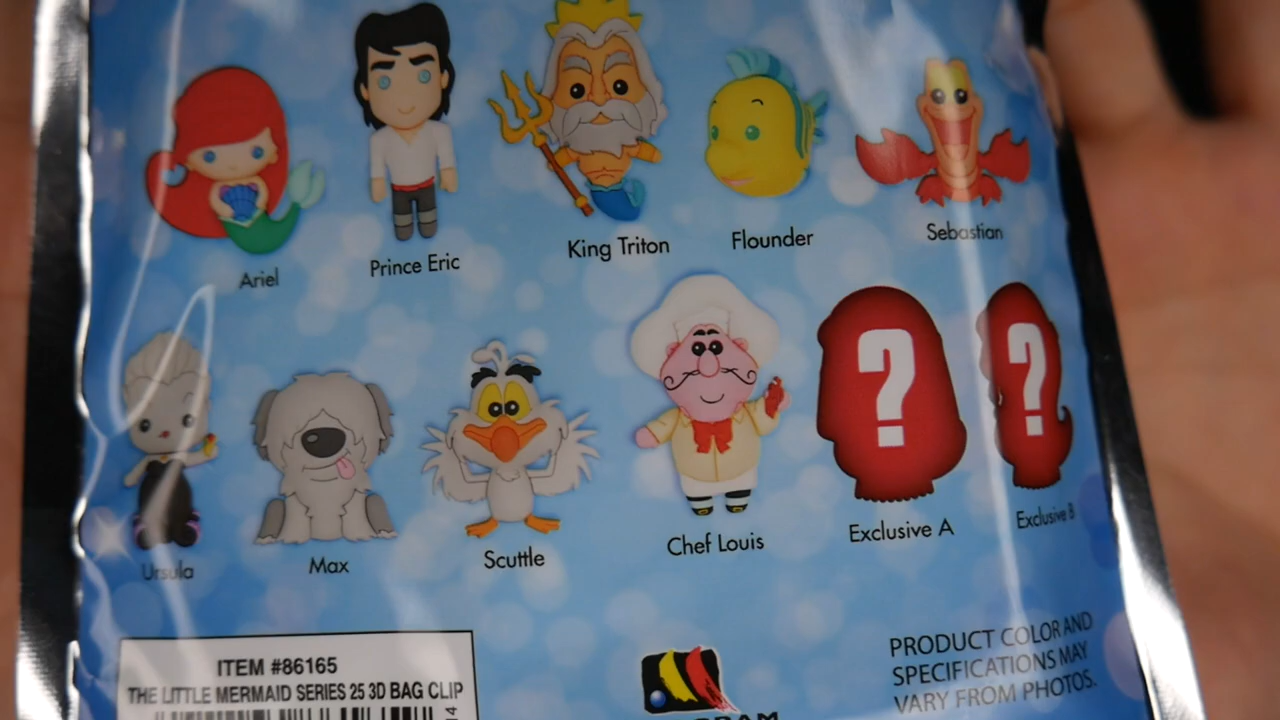 Ariel
Prince Eric
King Triton
Flounder
Sebastian
Ursula
Max
Scuttle
Chef Louis
?
Exclusive A
?
Exclusive B
ITEM #86165
THE LITTLE MERMAID SERIES 25 3D BAG CLIP
PRODUCT COLOR AND
SPECIFICATIONS MAY
VARY FROM PHOTOS.